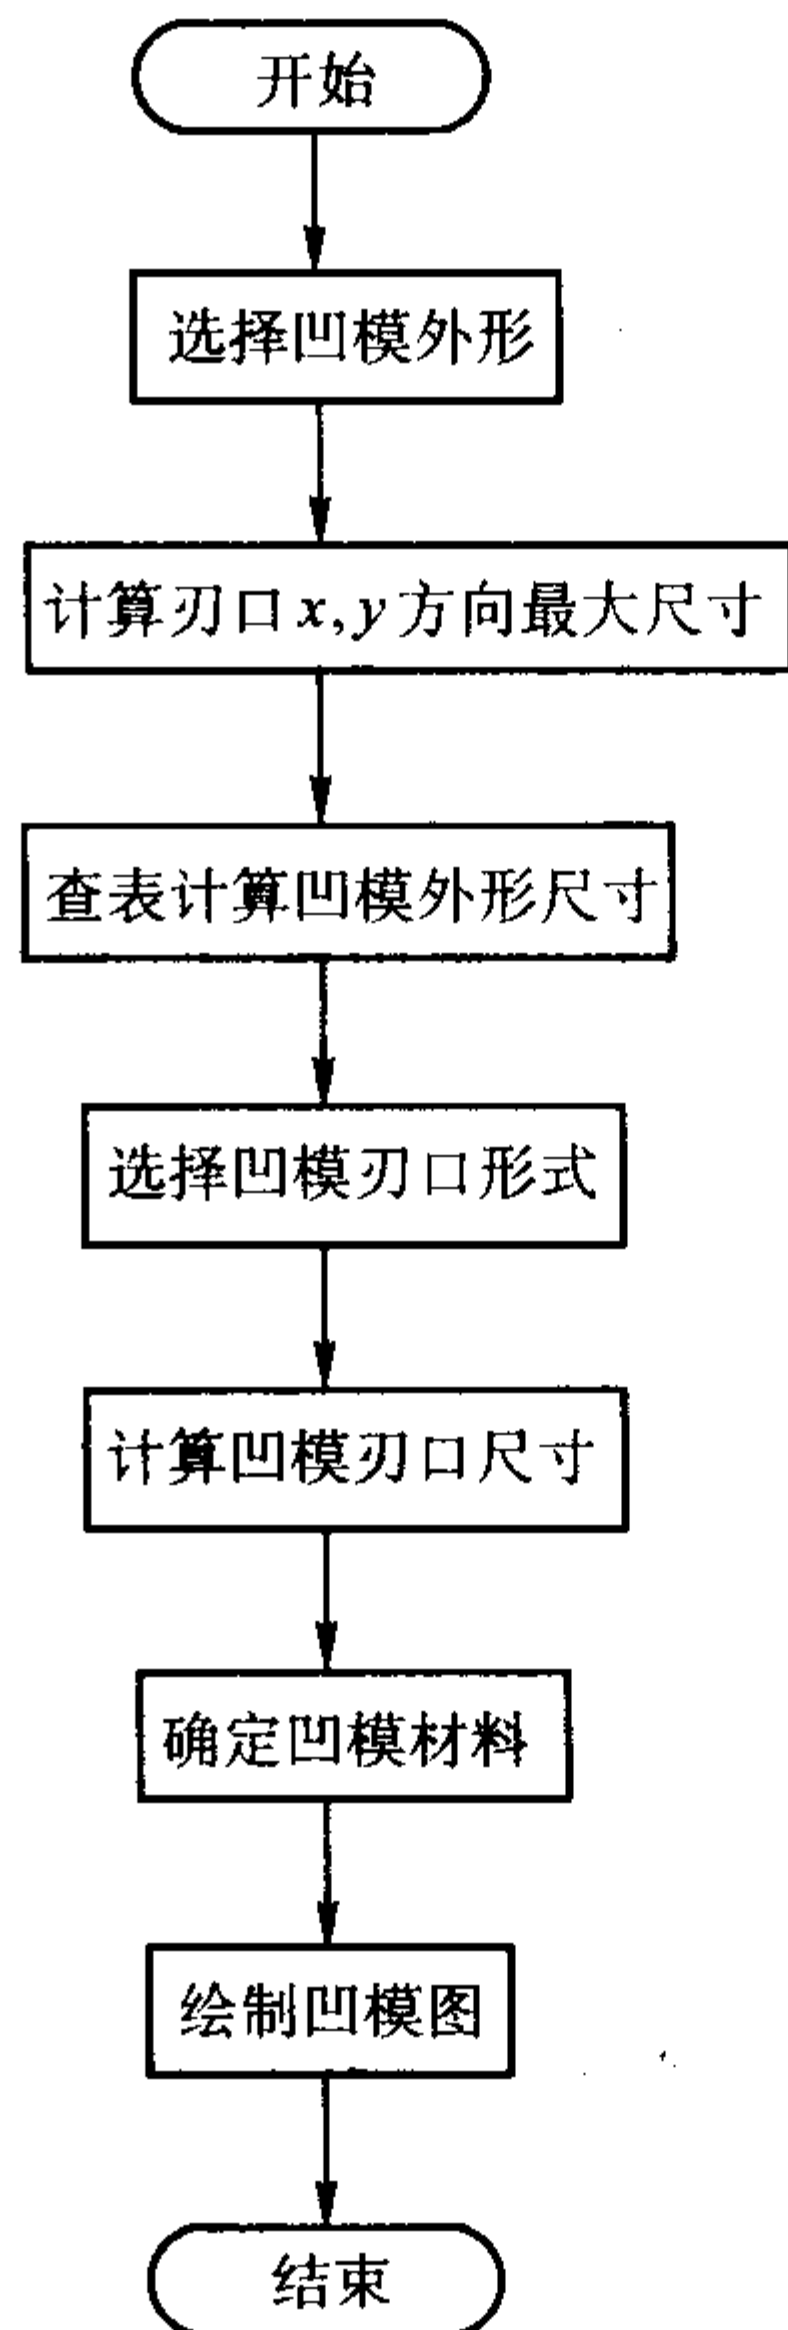 开始
选择凹模外形
计算刃口x,y方向最大尺寸
查表计算凹模外形尺寸
选择凹模刃口形式
计算凹模刃口尺寸
确定凹模材料
绘制凹模图
结束